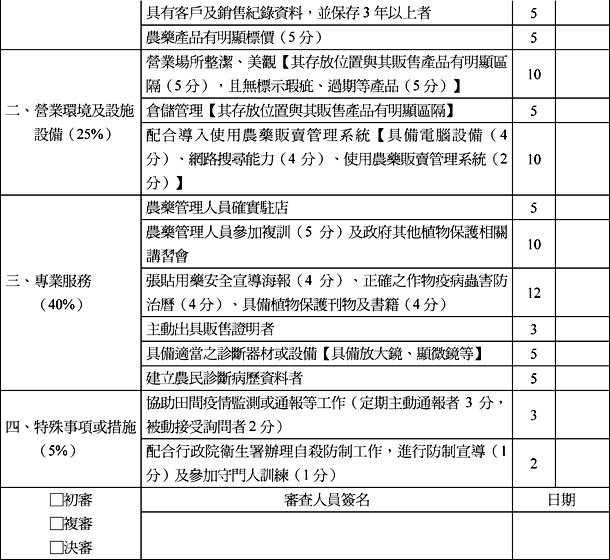 具有客戶及銷售紀錄資料，並保存 3 年以上者 5
農藥產品有明顯標價（5 分） 5
二、營業環境及設施
設備（25%）
營業場所整潔、美觀【其存放位置與其販售產品有明顯區
隔（5 分），且無標示瑕疵、過期等產品（5 分）】 10
倉儲管理【其存放位置與其販售產品有明顯區隔】 5
配合導入使用農藥販賣管理系統【具備電腦設備（4
分）、網路搜尋能力（4 分）、使用農藥販賣管理系統（2
分）】 10
三、專業服務
（40%）
農藥管理人員確實駐店 5
農藥管理人員參加複訓（5 分）及政府其他植物保護相關
講習會 10
張貼用藥安全宣導海報（4 分）、正確之作物疫病蟲害防
治曆（4 分）、具備植物保護刊物及書籍（4 分） 12
主動出具販售證明者 3
具備適當之診斷器材或設備【具備放大鏡、顯微鏡等】 5
建立農民診斷病歷資料者 5
四、特殊事項或措施
（5%）
協助田間疫情監測或通報等工作（定期主動通報者 3 分，
被動接受詢問者 2 分） 3
配合行政院衛生署辦理自殺防制工作，進行防制宣導（1
分）及參加守門人訓練（1 分） 2
□初審
□複審
□決審
審查人員簽名 日期